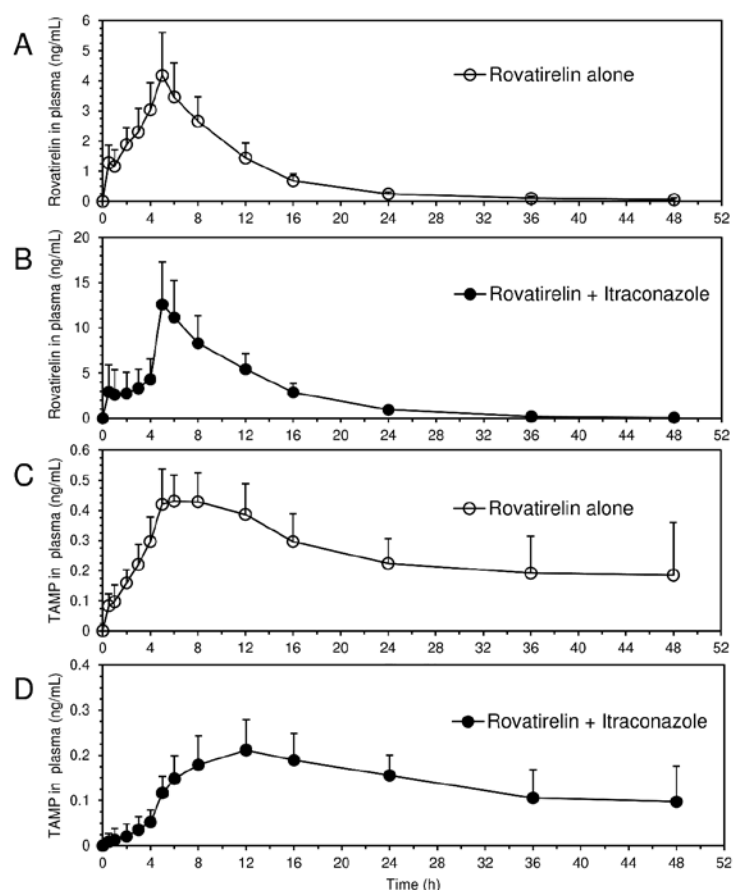 A
Rovatirelin in plasma (ng/mL)
6
5
4
3
2
1
0
Rovatirelin alone
0 4 8 12 16 20 24 28 32 36 40 44 48 52
B
Rovatirelin in plasma (ng/mL)
20
15
10
5
0
Rovatirelin + Itraconazole
0 4 8 12 16 20 24 28 32 36 40 44 48 52
C
TAMP in plasma (ng/mL)
0.6
0.5
0.4
0.3
0.2
0.1
0
Rovatirelin alone
0 4 8 12 16 20 24 28 32 36 40 44 48 52
D
TAMP in plasma (ng/mL)
0.4
0.3
0.2
0.1
0
Rovatirelin + Itraconazole
0 4 8 12 16 20 24 28 32 36 40 44 48 52
Time (h)